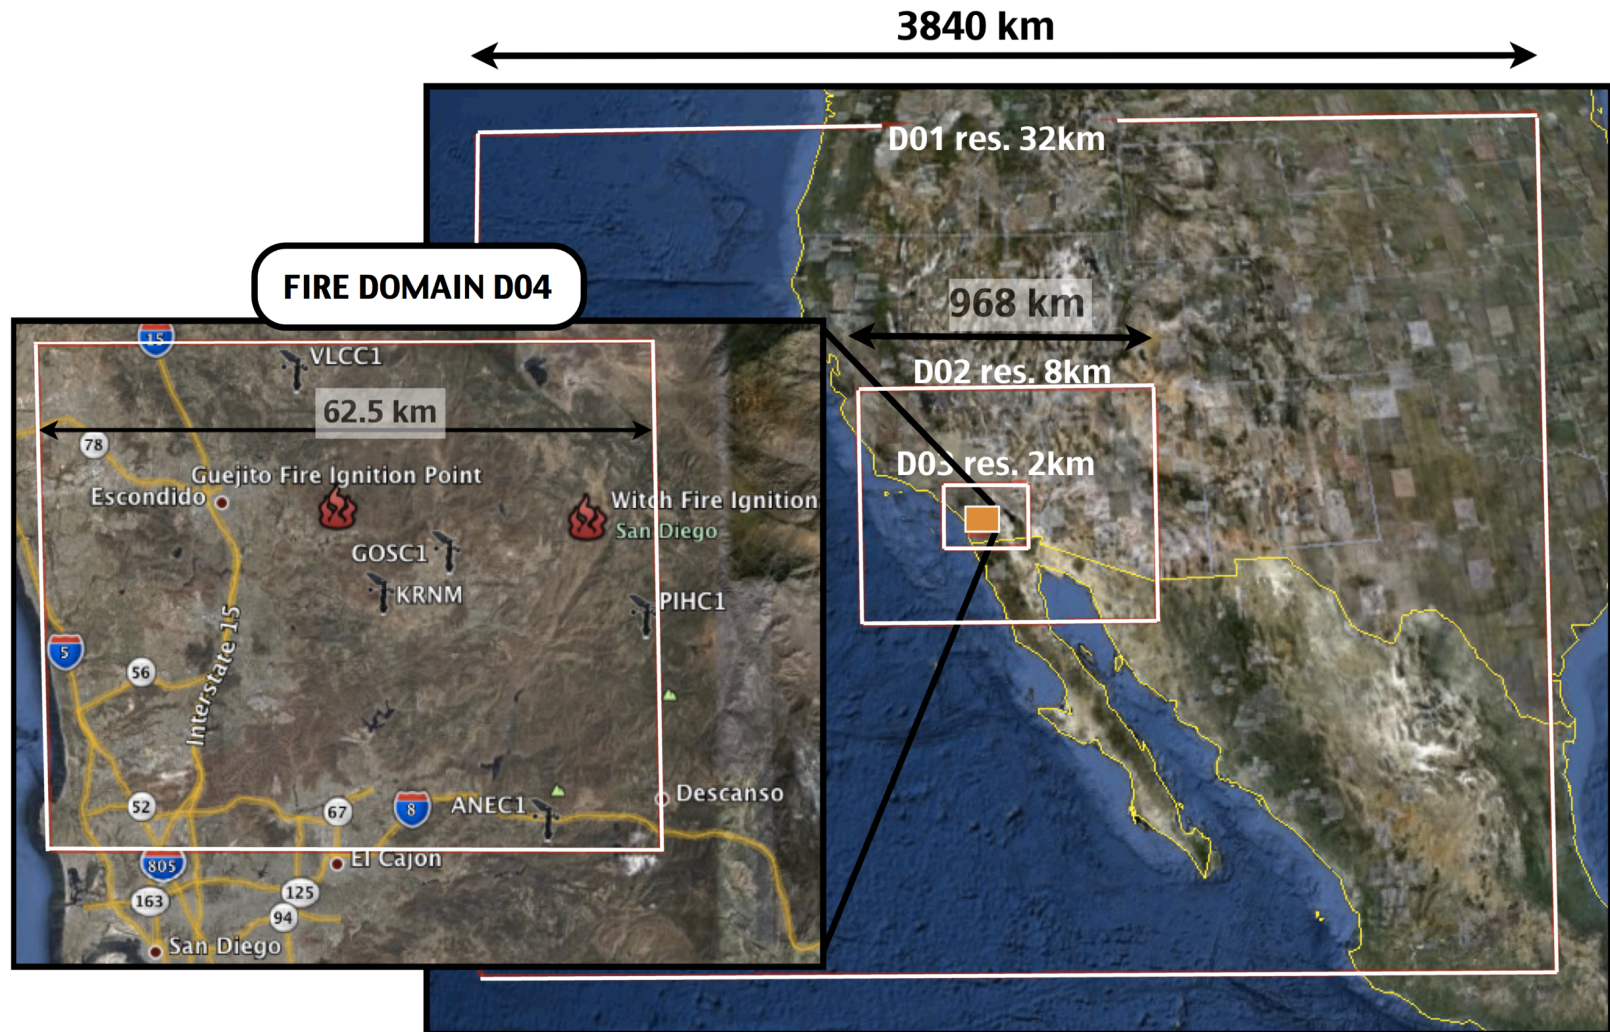 3840 km
D01 res. 32km
FIRE DOMAIN D04
968 km
D02 res. 8km
D03 res. 2km
15
VLCC1
62.5 km
78
Guejito Fire Ignition Point
Escondido
Witch Fire Ignition
San Diego
GOSC1
KRNM
PIHC1
5
56
Interstate 15
52
67
8
ANEC1
Descanso
805
El Cajon
163
125
94
San Diego